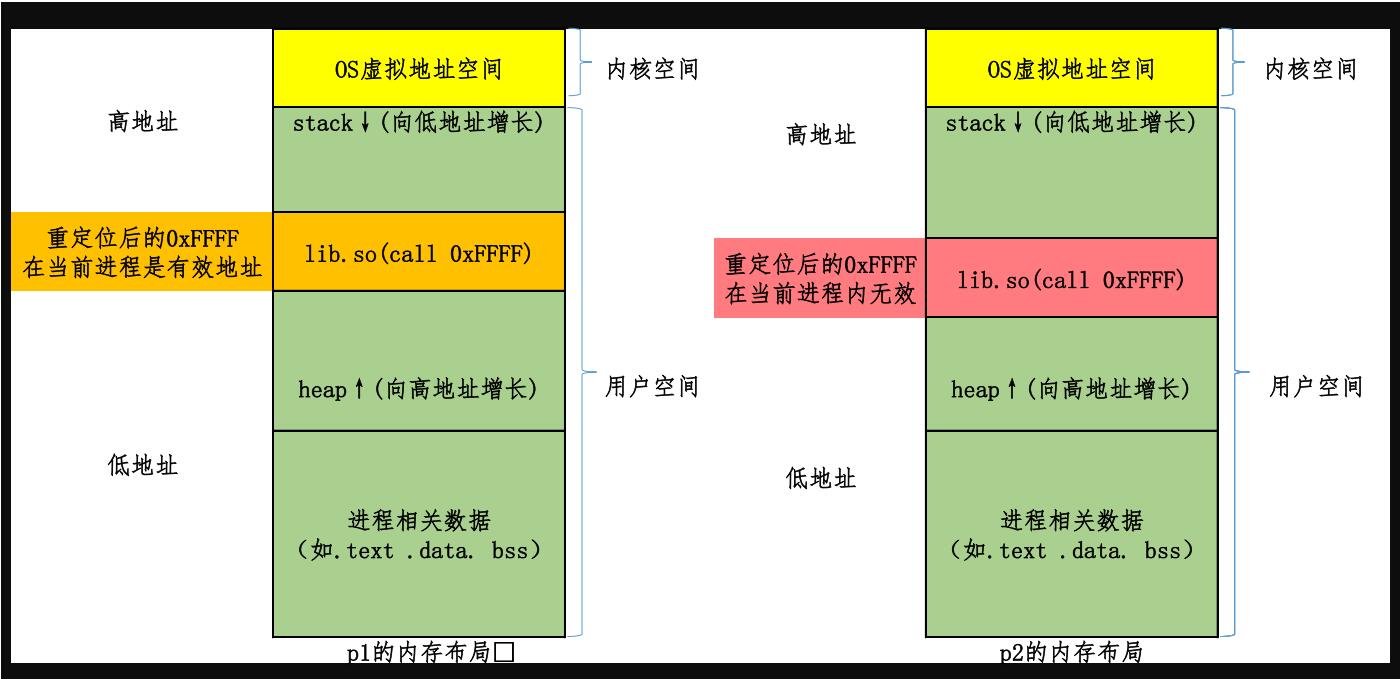 OS虚拟地址空间
内核空间
高地址
stack↓(向低地址增长)
重定位后的0xFFFF
在当前进程是有效地址
lib.so(call 0xFFFF)
heap↑(向高地址增长)
用户空间
低地址
进程相关数据
（如.text .data. bss）
p1的内存布局□
OS虚拟地址空间
内核空间
高地址
stack↓(向低地址增长)
重定位后的0xFFFF
在当前进程内无效
lib.so(call 0xFFFF)
heap↑(向高地址增长)
用户空间
低地址
进程相关数据
（如.text .data. bss）
p2的内存布局